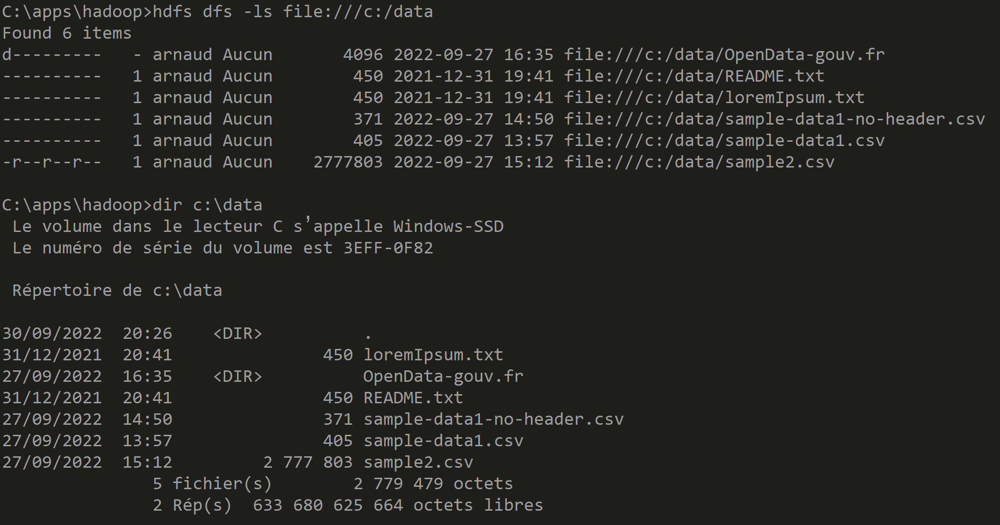 C:\apps\hadoop>hdfs dfs -ls file:///c:/data
Found 6 items
d---------   - arnaud Aucun       4096 2022-09-27 16:35 file:///c:/data/OpenData-gouv.fr
----------   1 arnaud Aucun        450 2021-12-31 19:41 file:///c:/data/README.txt
----------   1 arnaud Aucun        450 2021-12-31 19:41 file:///c:/data/loremIpsum.txt
----------   1 arnaud Aucun        371 2022-09-27 14:50 file:///c:/data/sample-data1-no-header.csv
----------   1 arnaud Aucun        405 2022-09-27 13:57 file:///c:/data/sample-data1.csv
-r--r--r--   1 arnaud Aucun    2777803 2022-09-27 15:12 file:///c:/data/sample2.csv
C:\apps\hadoop>dir c:\data
 Le volume dans le lecteur C s’appelle Windows-SSD
 Le numéro de série du volume est 3EFF-0F82
 Répertoire de c:\data
30/09/2022  20:26    <DIR>          .
31/12/2021  20:41               450 loremIpsum.txt
27/09/2022  16:35    <DIR>          OpenData-gouv.fr
31/12/2021  20:41               450 README.txt
27/09/2022  14:50               371 sample-data1-no-header.csv
27/09/2022  13:57               405 sample-data1.csv
27/09/2022  15:12         2 777 803 sample2.csv
               5 fichier(s)        2 779 479 octets
               2 Rép(s)  633 680 625 664 octets libres